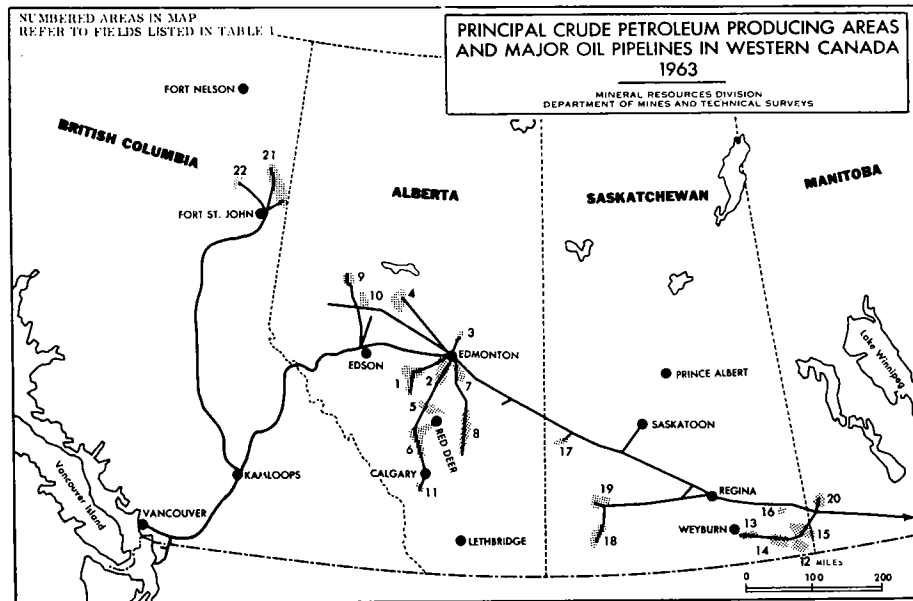 NUMBERED AREAS IN MAP
REFER TO FIELDS LISTED IN TABLE 1
PRINCIPAL CRUDE PETROLEUM PRODUCING AREAS
AND MAJOR OIL PIPELINES IN WESTERN CANADA
1963
MINERAL RESOURCES DIVISION
DEPARTMENT OF MINES AND TECHNICAL SURVEYS
FORT NELSON
BRITISH COLUMBIA
21
22
ALBERTA
SASKATCHEWAN
MANITOBA
FORT ST. JOHN
9
10
4
3
EDMONTON
EDSON
1
2
7
Lake Winnipeg
PRINCE ALBERT
5
RED DEER
8
6
SASKATOON
17
CALGARY
KAMLOOPS
11
19
REGINA
20
16
Vancouver Island
VANCOUVER
WEYBURN
13
15
18
LETHBRIDGE
14
12
MILES
0 100 200